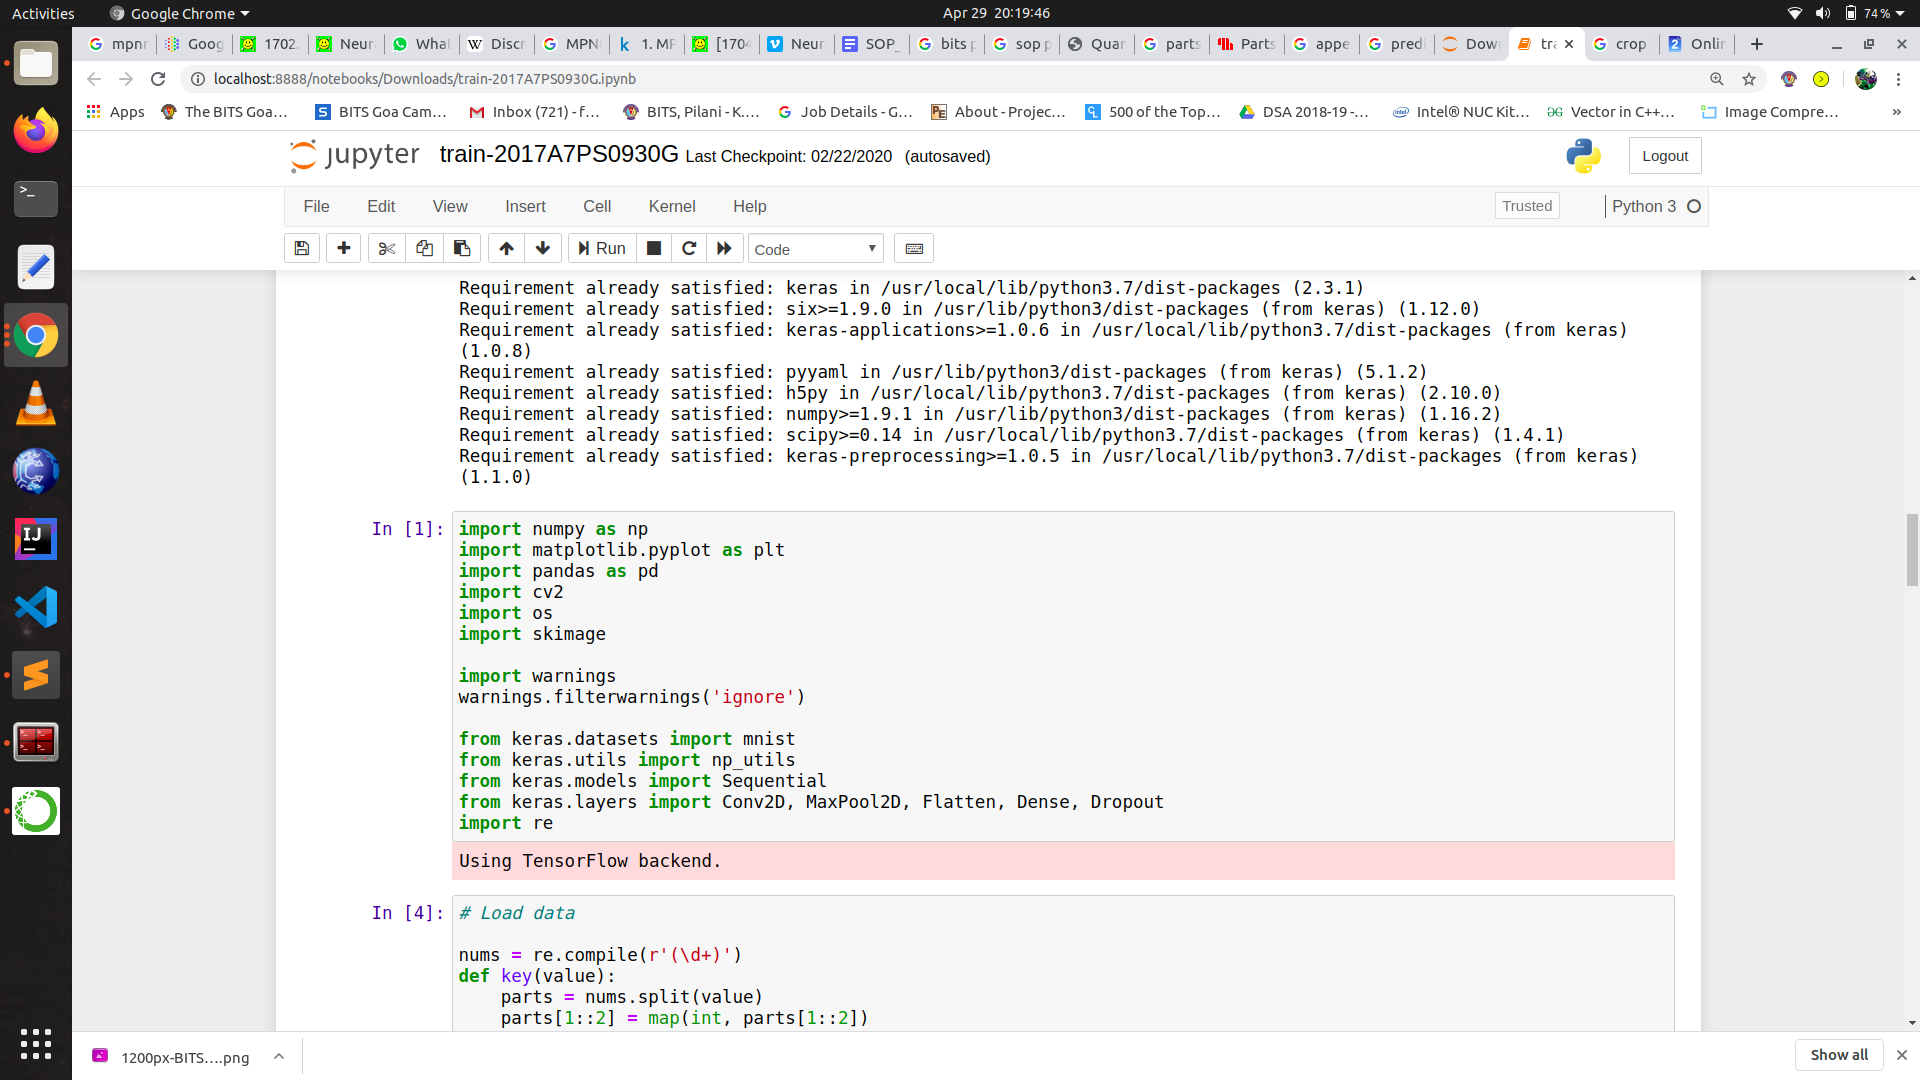 Activities
Google Chrome
Apr 29 20:19:46
74%
mpnr
Goog
1702.
Neur
What
Discr
MPN
1. MP
[1704
Neur
SOP_
bits p
sop p
Quar
parts
Parts
appe
predi
Down
tra
crop
Onlin
localhost:8888/notebooks/Downloads/train-2017A7PS0930G.ipynb
Apps
The BITS Goa...
BITS Goa Cam...
Inbox (721) - f...
BITS, Pilani - K....
Job Details - G...
About - Projec...
500 of the Top...
DSA 2018-19 -...
Intel® NUC Kit...
Vector in C++...
Image Compre...
»
jupyter
train-2017A7PS0930G
Last Checkpoint: 02/22/2020 (autosaved)
Logout
File
Edit
View
Insert
Cell
Kernel
Help
Trusted
Python 3
Run
Code
Requirement already satisfied: keras in /usr/local/lib/python3.7/dist-packages (2.3.1)
Requirement already satisfied: six>=1.9.0 in /usr/lib/python3/dist-packages (from keras) (1.12.0)
Requirement already satisfied: keras-applications>=1.0.6 in /usr/local/lib/python3.7/dist-packages (from keras)
(1.0.8)
Requirement already satisfied: pyyaml in /usr/lib/python3/dist-packages (from keras) (5.1.2)
Requirement already satisfied: h5py in /usr/local/lib/python3.7/dist-packages (from keras) (2.10.0)
Requirement already satisfied: numpy>=1.9.1 in /usr/lib/python3/dist-packages (from keras) (1.16.2)
Requirement already satisfied: scipy>=0.14 in /usr/local/lib/python3.7/dist-packages (from keras) (1.4.1)
Requirement already satisfied: keras-preprocessing>=1.0.5 in /usr/local/lib/python3.7/dist-packages (from keras)
(1.1.0)
In [1]:
import numpy as np
import matplotlib.pyplot as plt
import pandas as pd
import cv2
import os
import skimage
import warnings
warnings.filterwarnings('ignore')
from keras.datasets import mnist
from keras.utils import np_utils
from keras.models import Sequential
from keras.layers import Conv2D, MaxPool2D, Flatten, Dense, Dropout
import re
Using TensorFlow backend.
In [4]:
# Load data
nums = re.compile(r'(\d+)')
def key(value):
    parts = nums.split(value)
    parts[1::2] = map(int, parts[1::2])
1200px-BITS....png
Show all